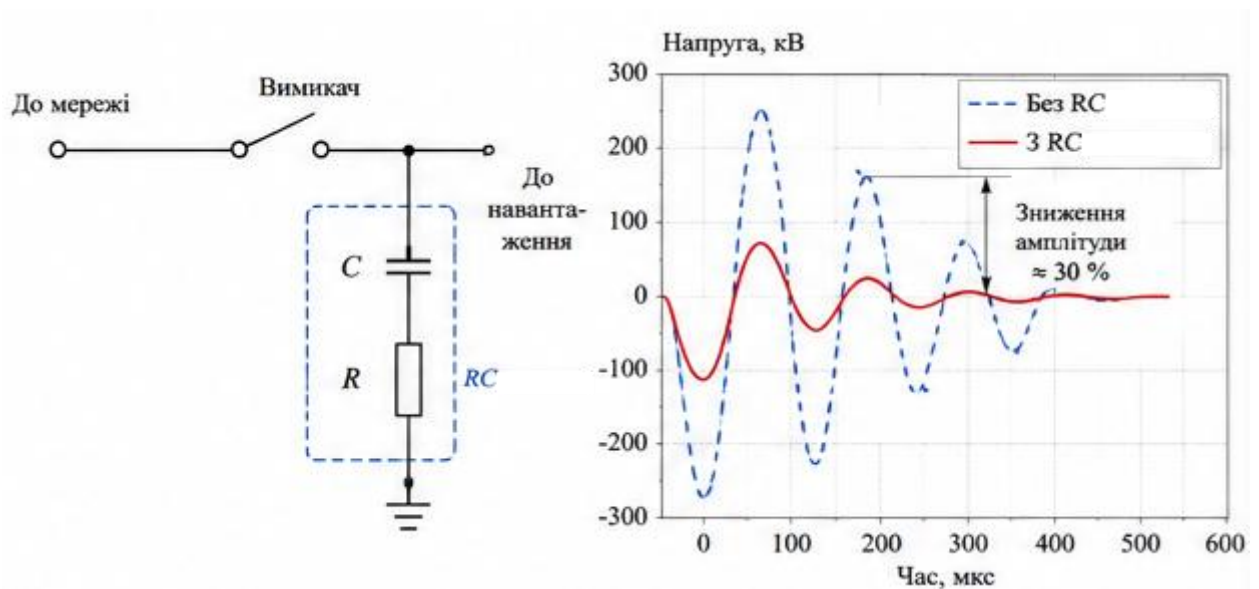 До мережі
Вимикач
До
наванта-
ження
C
R
RC
Напруга, кВ
300
200
100
0
-100
-200
-300
Без RC
З RC
Зниження
амплітуди
≈ 30 %
0 100 200 300 400 500 600
Час, мкс